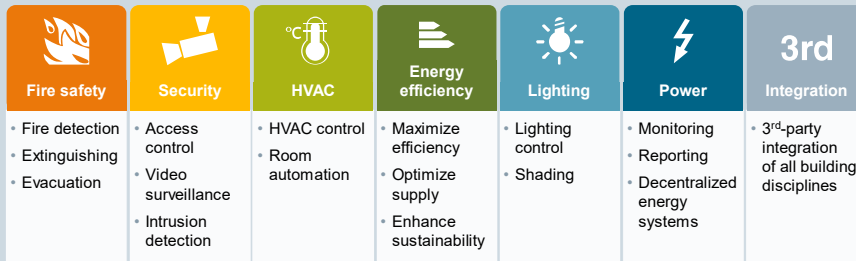 Fire safety
• Fire detection
• Extinguishing
• Evacuation
Security
• Access
control
• Video
surveillance
• Intrusion
detection
°C
HVAC
• HVAC control
• Room
automation
Energy
efficiency
• Maximize
efficiency
• Optimize
supply
• Enhance
sustainability
Lighting
• Lighting
control
• Shading
Power
• Monitoring
• Reporting
• Decentralized
energy
systems
3rd
Integration
• 3rd-party
integration
of all building
disciplines